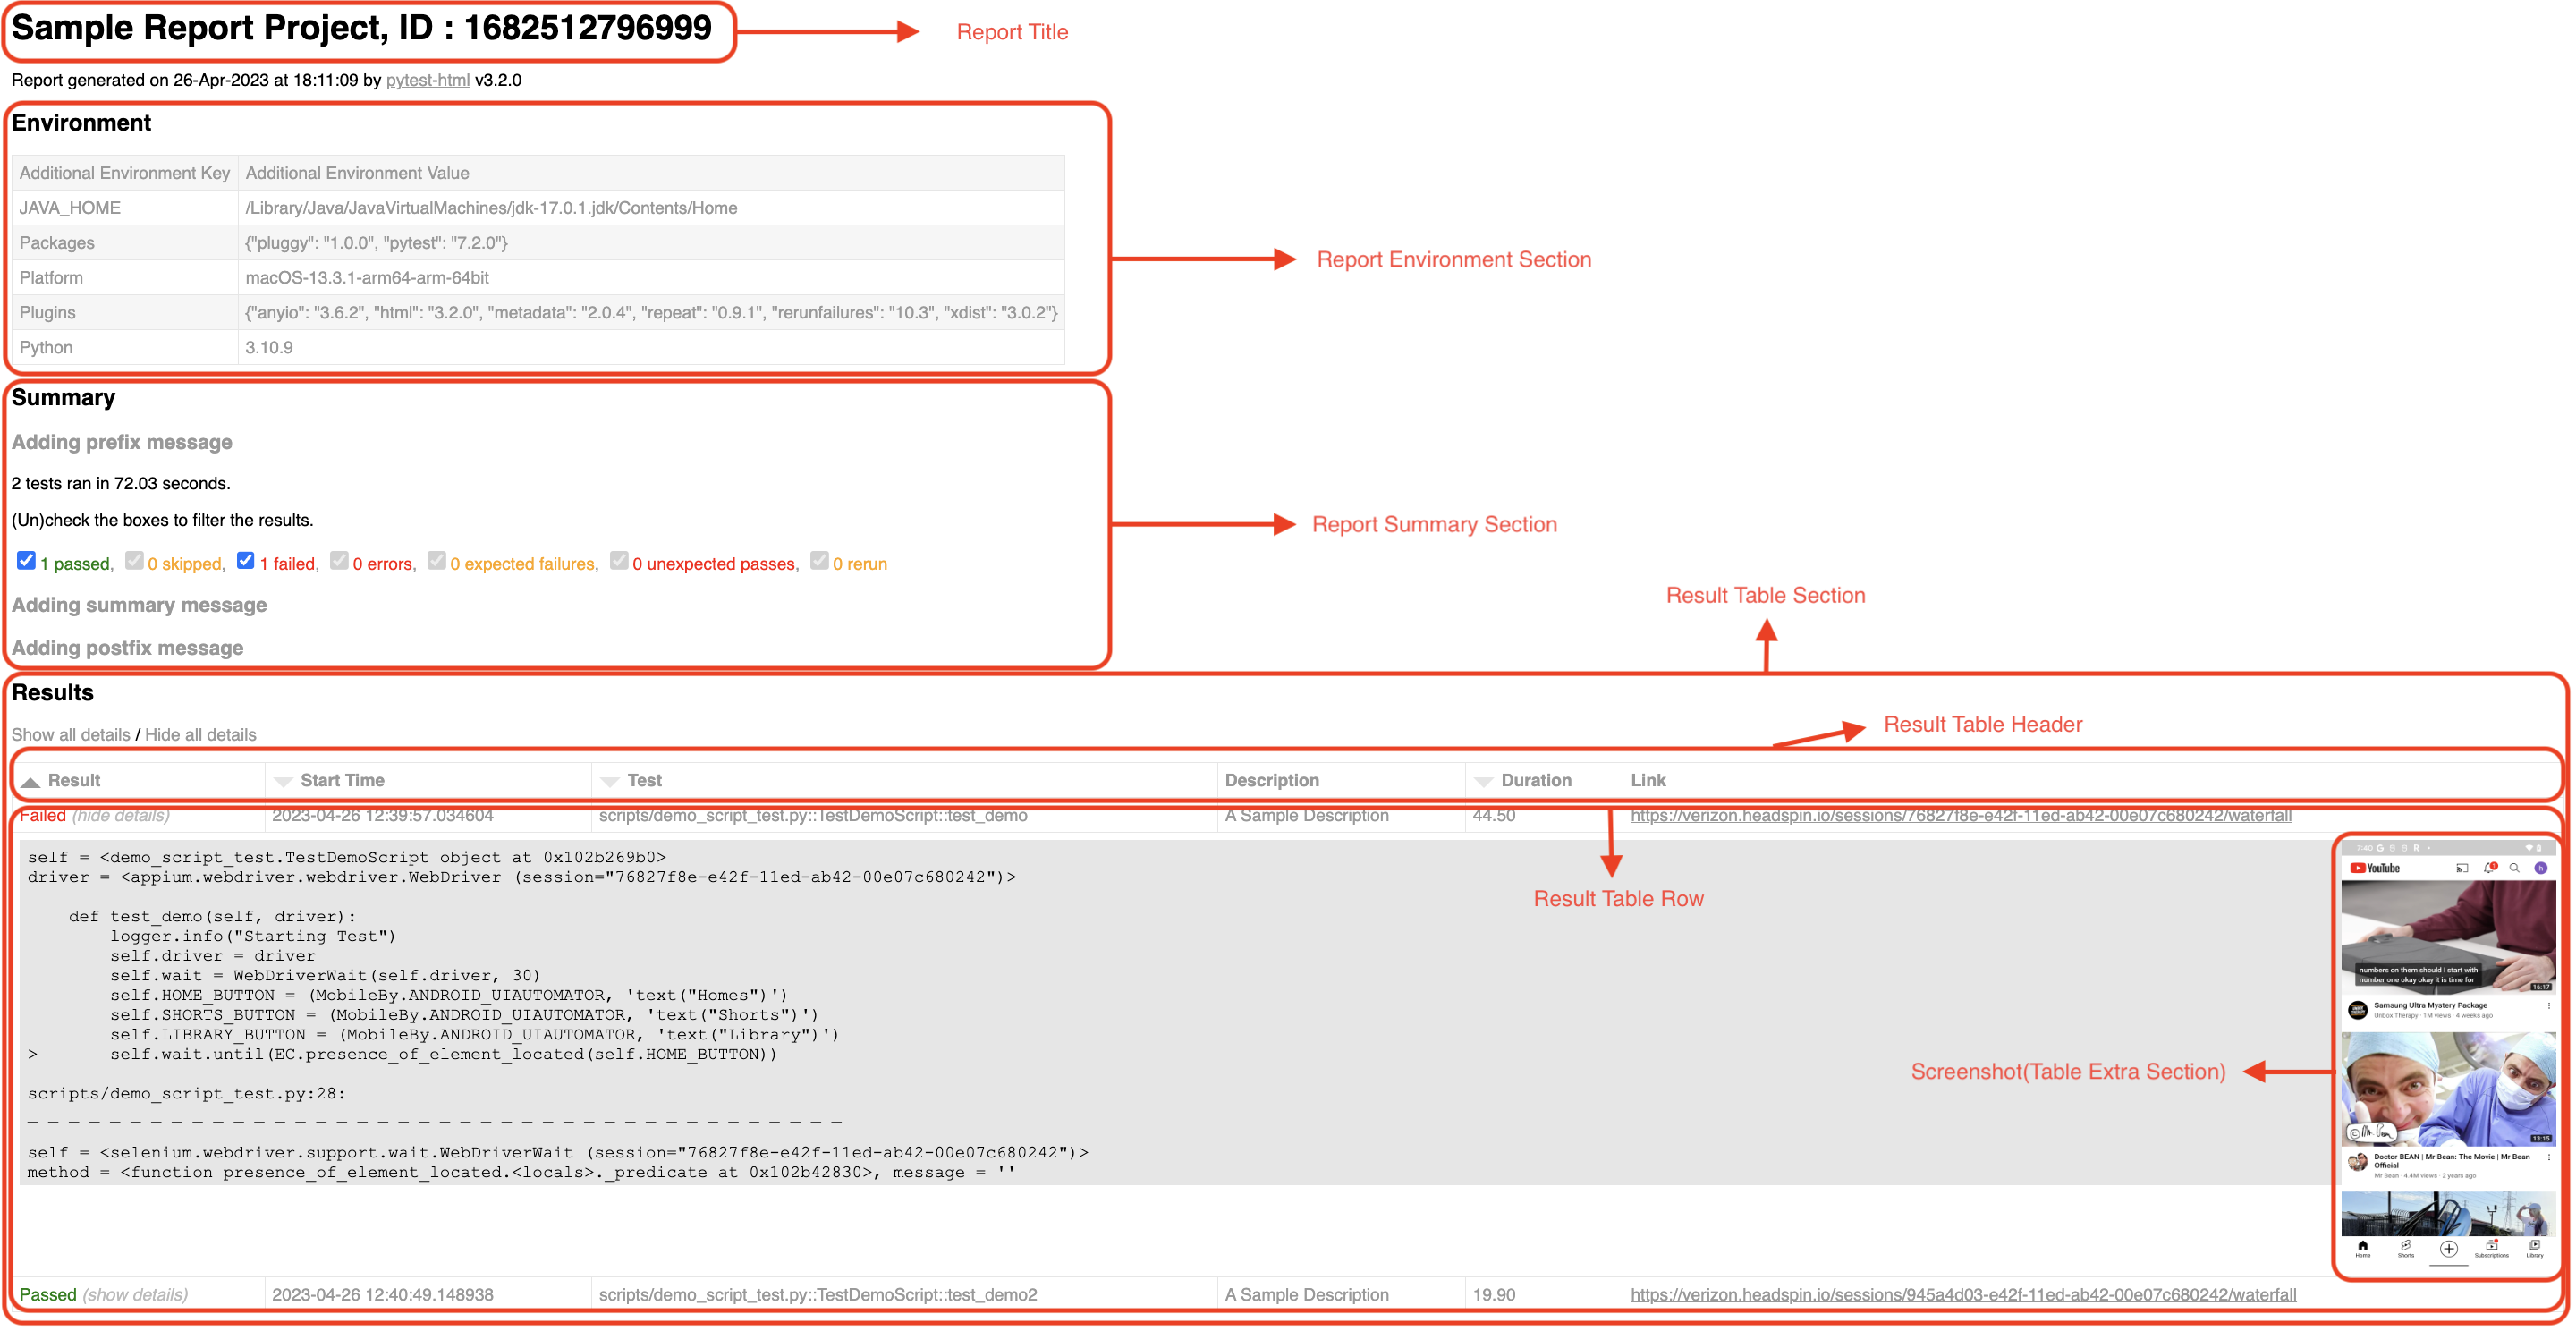 Sample Report Project, ID : 1682512796999
Report Title
Report generated on 26-Apr-2023 at 18:11:09 by pytest-html v3.2.0
Environment
Additional Environment Key Additional Environment Value
JAVA_HOME /Library/Java/JavaVirtualMachines/jdk-17.0.1.jdk/Contents/Home
Packages {"pluggy": "1.0.0", "pytest": "7.2.0"}
Platform macOS-13.3.1-arm64-arm-64bit
Plugins {"anyio": "3.6.2", "html": "3.2.0", "metadata": "2.0.4", "repeat": "0.9.1", "rerunfailures": "10.3", "xdist": "3.0.2"}
Python 3.10.9
Report Environment Section
Summary
Adding prefix message
2 tests ran in 72.03 seconds.
(Un)check the boxes to filter the results.
1 passed, 0 skipped, 1 failed, 0 errors, 0 expected failures, 0 unexpected passes, 0 rerun
Adding summary message
Adding postfix message
Report Summary Section
Result Table Section
Results
Show all details / Hide all details
Result Table Header
Result Start Time Test Description Duration Link
Failed (hide details) 2023-04-26 12:39:57.034604 scripts/demo_script_test.py::TestDemoScript::test_demo A Sample Description 44.50 https://verizon.headspin.io/sessions/76827f8e-e42f-11ed-ab42-00e07c680242/waterfall
self = <demo_script_test.TestDemoScript object at 0x102b269b0>
driver = <appium.webdriver.webdriver.WebDriver (session="76827f8e-e42f-11ed-ab42-00e07c680242")>
def test_demo(self, driver):
logger.info("Starting Test")
self.driver = driver
self.wait = WebDriverWait(self.driver, 30)
self.HOME_BUTTON = (MobileBy.ANDROID_UIAUTOMATOR, 'text("Homes")')
self.SHORTS_BUTTON = (MobileBy.ANDROID_UIAUTOMATOR, 'text("Shorts")')
self.LIBRARY_BUTTON = (MobileBy.ANDROID_UIAUTOMATOR, 'text("Library")')
> self.wait.until(EC.presence_of_element_located(self.HOME_BUTTON))
scripts/demo_script_test.py:28:
_ _ _ _ _ _ _ _ _ _ _ _ _ _ _ _ _ _ _ _ _ _ _ _ _ _ _ _ _ _ _ _ _ _ _ _ _ _ _ _
self = <selenium.webdriver.support.wait.WebDriverWait (session="76827f8e-e42f-11ed-ab42-00e07c680242")>
method = <function presence_of_element_located.<locals>._predicate at 0x102b42830>, message = ''
Result Table Row
Screenshot(Table Extra Section)
7:40
YouTube
numbers on them should I start with
number one okay okay it is time for
16:17
Samsung Ultra Mystery Package
Unbox Therapy · 1M views · 4 weeks ago
13:15
Doctor BEAN | Mr Bean: The Movie | Mr Bean
Official
Mr Bean · 4.4M views · 2 years ago
Home Shorts Subscriptions Library
Passed (show details) 2023-04-26 12:40:49.148938 scripts/demo_script_test.py::TestDemoScript::test_demo2 A Sample Description 19.90 https://verizon.headspin.io/sessions/945a4d03-e42f-11ed-ab42-00e07c680242/waterfall